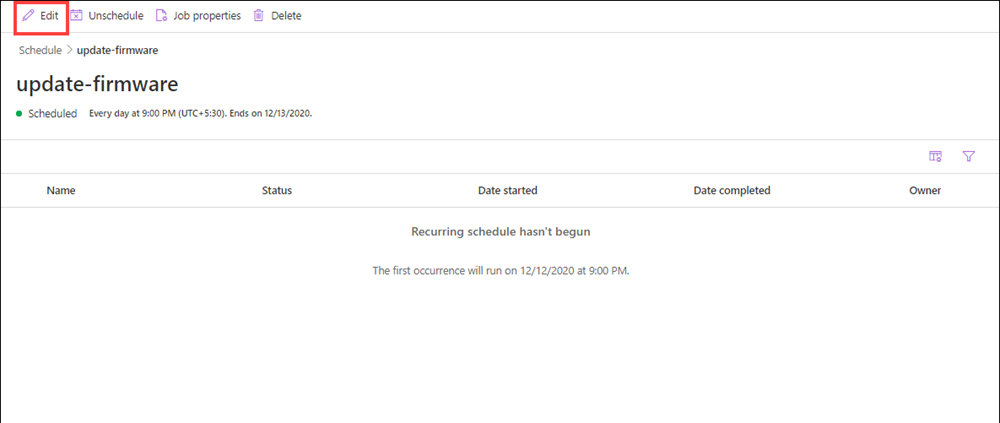 Edit Unschedule Job properties Delete
Schedule > update-firmware
update-firmware
Scheduled Every day at 9:00 PM (UTC+5:30). Ends on 12/13/2020.
Name Status Date started Date completed Owner
Recurring schedule hasn't begun
The first occurrence will run on 12/12/2020 at 9:00 PM.